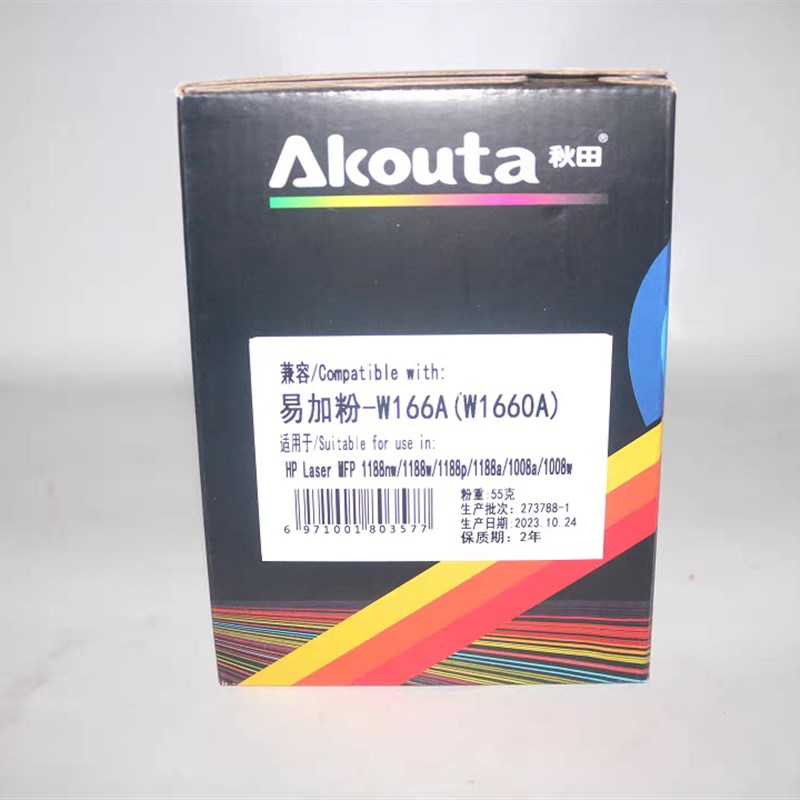 Akouta 秋田®
兼容/Compatible with:
易加粉-W166A(W1660A)
适用于/Suitable for use in:
HP Laser MFP 1188nw/1188w/1188p/1188a/1008a/1008w
粉重:55克
生产批次: 273788-1
生产日期:2023.10.24
保质期: 2年
6 971001 803577